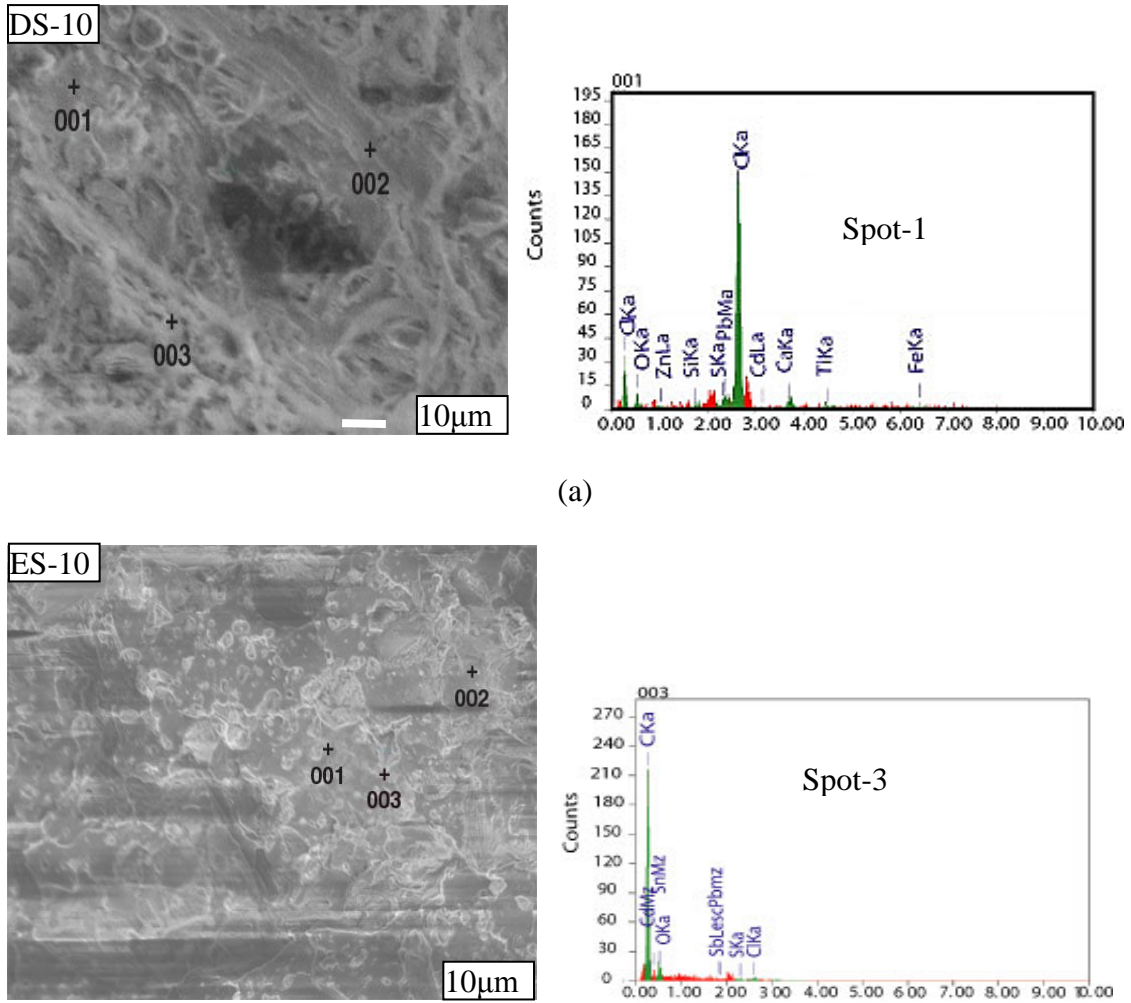 DS-10
001
002
003
10μm
001
Counts
195
180
165
150
135
120
105
90
75
60
45
30
15
0
ClKa
ClKa
OKa
ZnLa
SiKa
SKa
PbMa
CdLa
CaKa
TiKa
FeKa
Spot-1
0.00 1.00 2.00 3.00 4.00 5.00 6.00 7.00 8.00 9.00 10.00
(a)
ES-10
002
001
003
10μm
003
Counts
270
240
210
180
150
120
90
60
30
0
CKa
CdMz
SnMz
OKa
SbLescPbmz
SKa
ClKa
Spot-3
0.00 1.00 2.00 3.00 4.00 5.00 6.00 7.00 8.00 9.00 10.00